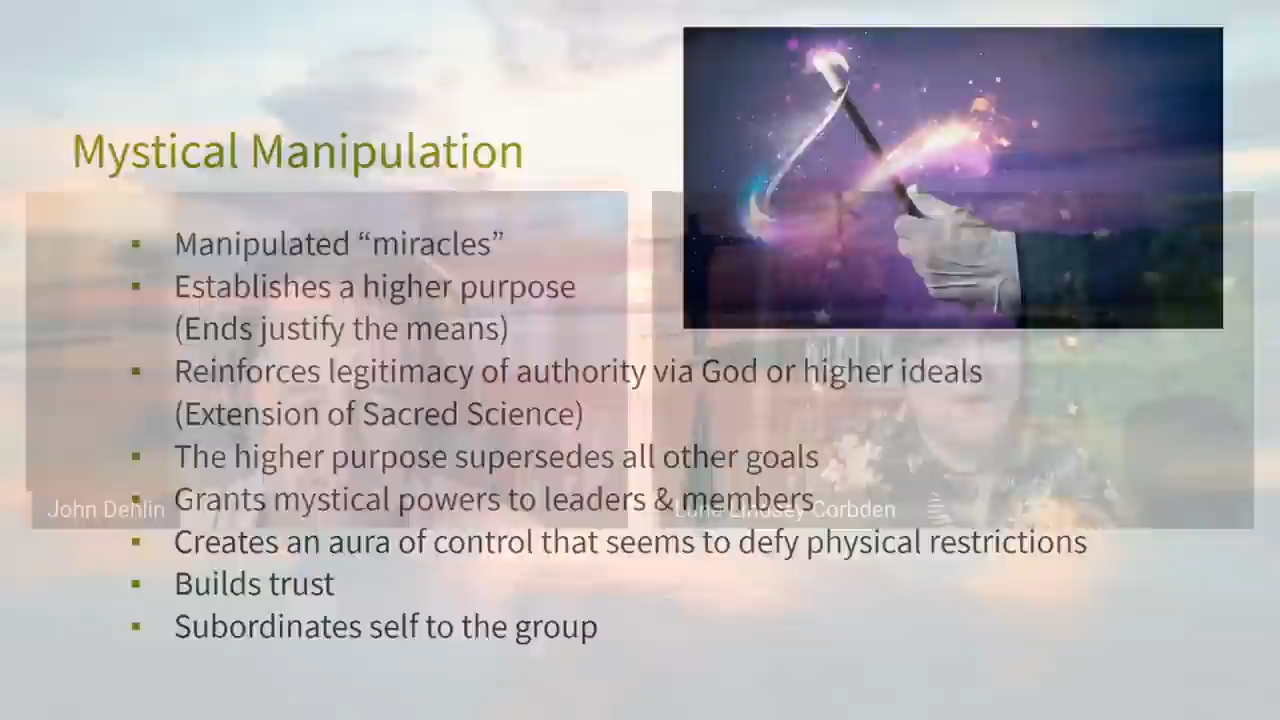 Mystical Manipulation
▪ Manipulated “miracles”
▪ Establishes a higher purpose
(Ends justify the means)
▪ Reinforces legitimacy of authority via God or higher ideals
(Extension of Sacred Science)
▪ The higher purpose supersedes all other goals
▪ Grants mystical powers to leaders & members
John Dehlin
Luna Lindsey Corbden
▪ Creates an aura of control that seems to defy physical restrictions
▪ Builds trust
▪ Subordinates self to the group